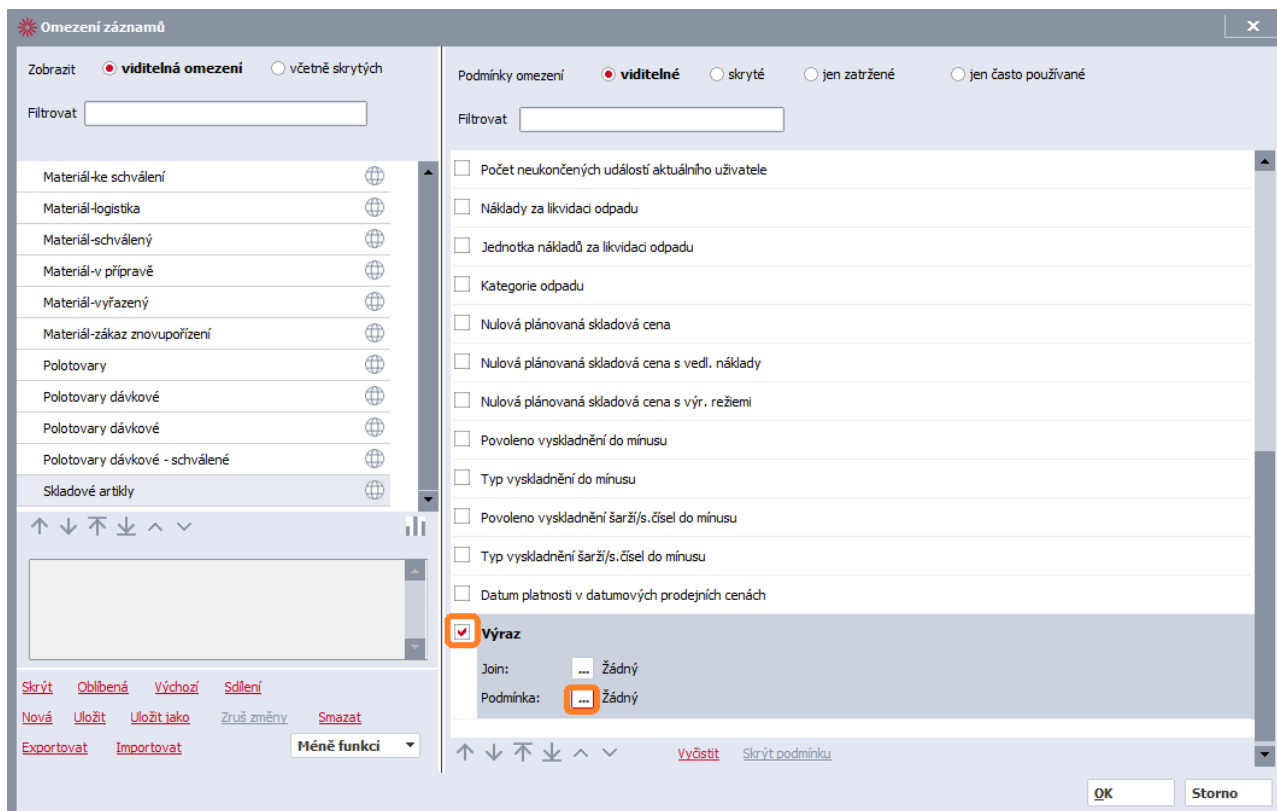 Omezení záznamů
Zobrazit viditelná omezení včetně skrytých
Filtrovat
Materiál-ke schválení
Materiál-logistika
Materiál-schválený
Materiál-v přípravě
Materiál-vyřazený
Materiál-zákaz znovupořízení
Polotovary
Polotovary dávkové
Polotovary dávkové
Polotovary dávkové - schválené
Skladové artikly
Skrýt Oblíbená Výchozí Sdílení
Nová Uložit Uložit jako Zruš změny Smazat
Exportovat Importovat Méně funkcí
Podmínky omezení viditelné skryté jen zatržené jen často používané
Filtrovat
Počet neukončených událostí aktuálního uživatele
Náklady za likvidaci odpadu
Jednotka nákladů za likvidaci odpadu
Kategorie odpadu
Nulová plánovaná skladová cena
Nulová plánovaná skladová cena s vedl. náklady
Nulová plánovaná skladová cena s výr. režiemi
Povoleno vyskladnění do mínusu
Typ vyskladnění do mínusu
Povoleno vyskladnění šarží/s.čísel do mínusu
Typ vyskladnění šarží/s.čísel do mínusu
Datum platnosti v datumových prodejních cenách
Výraz
Join: ... Žádný
Podmínka: ... Žádný
Vyčistit Skrýt podmínku
OK Storno